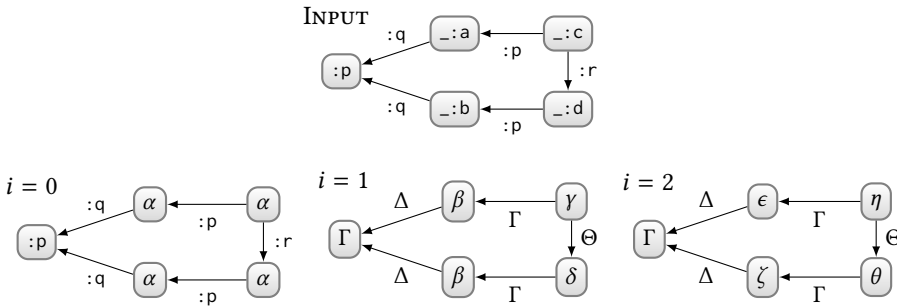 INPUT
:q _:a :p _:c
:p :r
:q _:b :p _:d
i = 0
:q α :p α
:p :r
:q α :p α
i = 1
Δ β Γ γ
Γ Θ
Δ β Γ δ
i = 2
Δ ϵ Γ η
Γ Θ
Δ ζ Γ θ